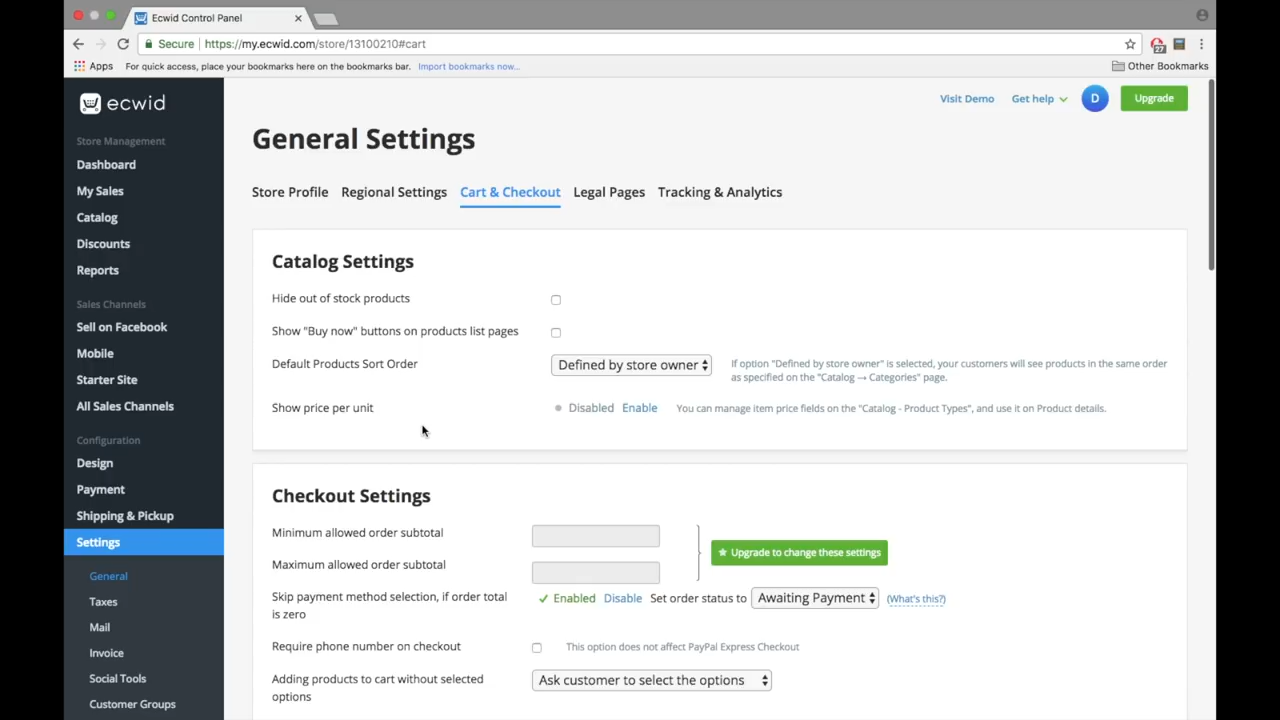 Ecwid Control Panel
Secure https://my.ecwid.com/store/13100210#cart
27
Apps For quick access, place your bookmarks here on the bookmarks bar. Import bookmarks now... Other Bookmarks
ecwid
Store Management
Dashboard
My Sales
Catalog
Discounts
Reports
Sales Channels
Sell on Facebook
Mobile
Starter Site
All Sales Channels
Configuration
Design
Payment
Shipping & Pickup
Settings
General
Taxes
Mail
Invoice
Social Tools
Customer Groups
Visit Demo Get help D Upgrade
General Settings
Store Profile Regional Settings Cart & Checkout Legal Pages Tracking & Analytics
Catalog Settings
Hide out of stock products
Show "Buy now" buttons on products list pages
Default Products Sort Order Defined by store owner If option "Defined by store owner" is selected, your customers will see products in the same order
as specified on the "Catalog → Categories" page.
Show price per unit Disabled Enable You can manage item price fields on the "Catalog - Product Types", and use it on Product details.
Checkout Settings
Minimum allowed order subtotal
Upgrade to change these settings
Maximum allowed order subtotal
Skip payment method selection, if order total Enabled Disable Set order status to Awaiting Payment (What's this?)
is zero
Require phone number on checkout This option does not affect PayPal Express Checkout
Adding products to cart without selected Ask customer to select the options
options